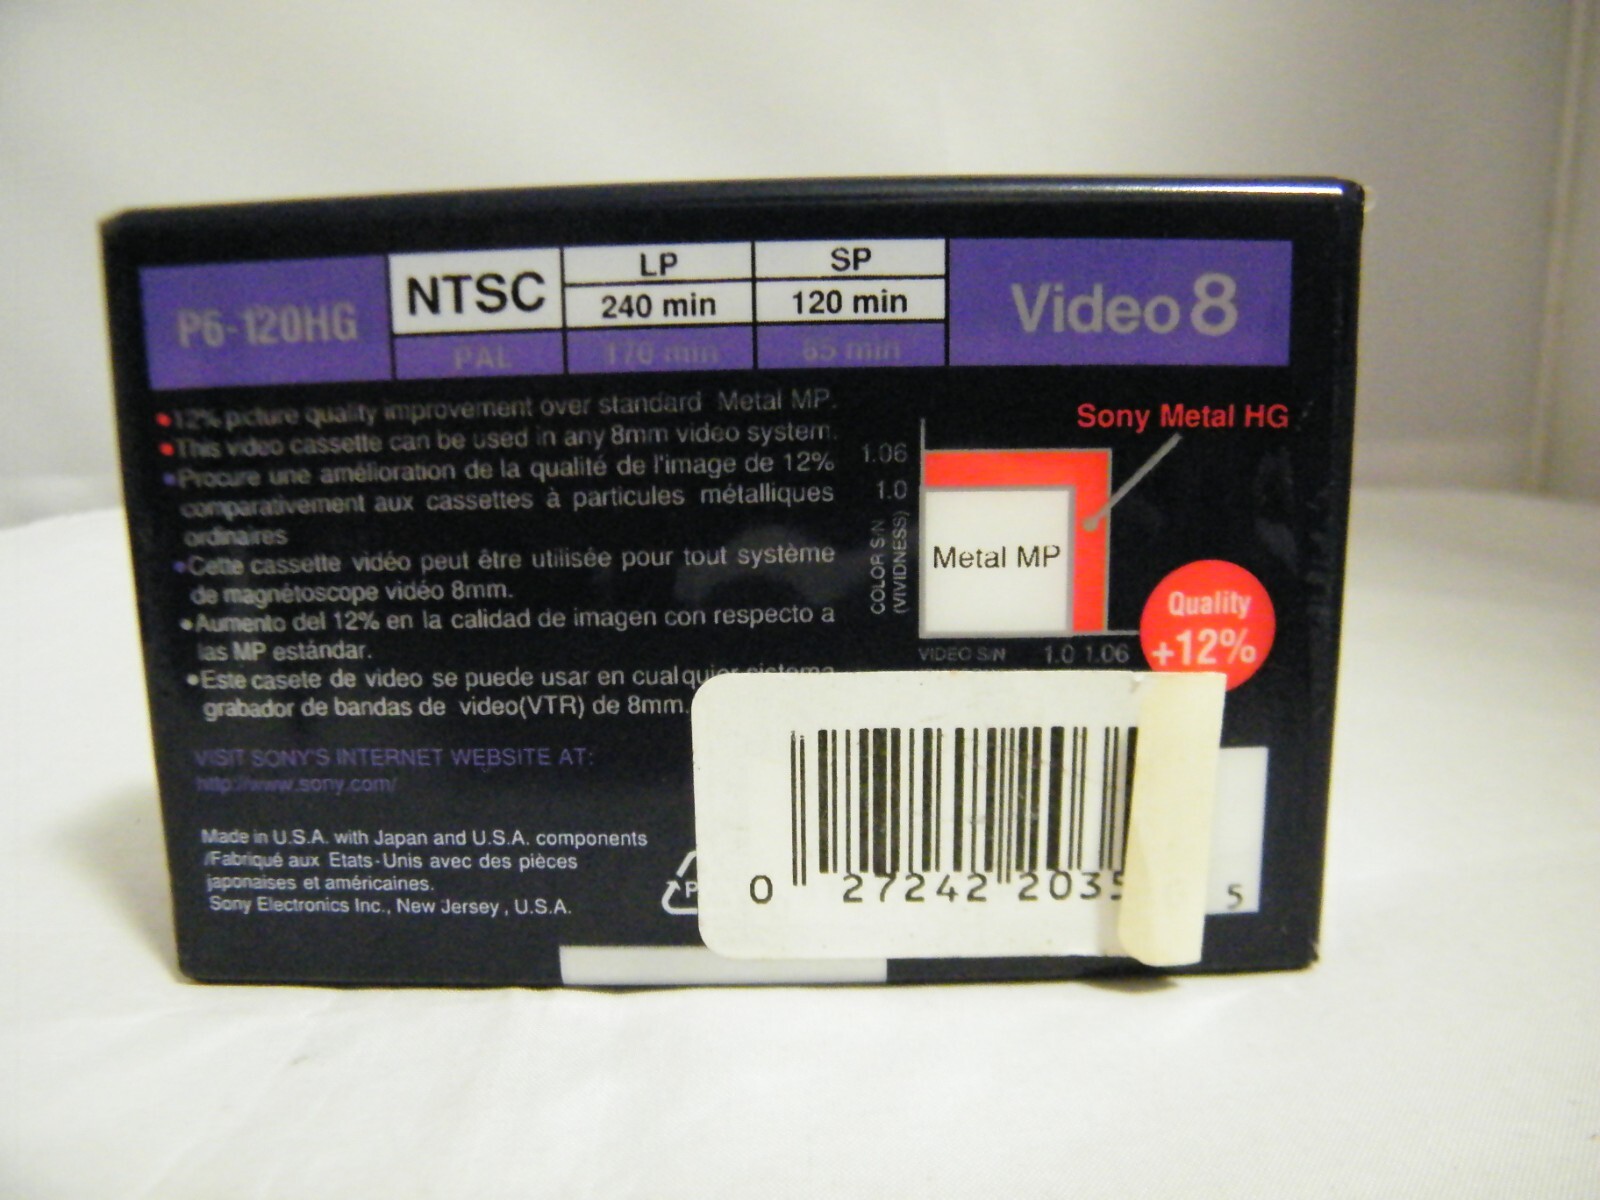 P6-120HG
NTSC
LP
SP
240 min
120 min
PAL
170 min
min
Video 8
•12% picture quality improvement over standard Metal MP.
•This video cassette can be used in any 8mm video system.
•Procure une amélioration de la qualité de l'image de 12%
comparativement aux cassettes à particules métalliques
ordinaires
•Cette cassette vidéo peut être utilisée pour tout système
de magnétoscope vidéo 8mm.
•Aumento del 12% en la calidad de imagen con respecto a
las MP estándar.
•Este casete de video se puede usar en cualquier sistema
grabador de bandas de video(VTR) de 8mm.
VISIT SONY'S INTERNET WEBSITE AT:
http://www.sony.com/
Made in U.S.A. with Japan and U.S.A. components
/Fabriqué aux Etats-Unis avec des pièces
japonaises et américaines.
Sony Electronics Inc., New Jersey, U.S.A.
Sony Metal HG
1.06
1.0
COLOR S/N
(VIVIDNESS)
Metal MP
VIDEO S/N 1.0 1.06
Quality
+12%
P
0 27242 2035 5